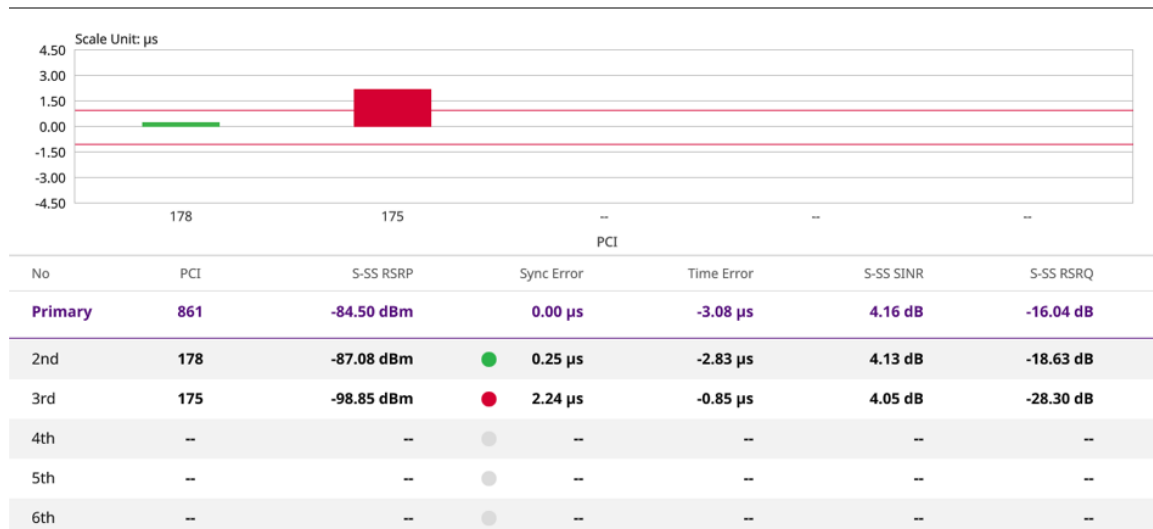 Scale Unit: µs
4.50
3.00
1.50
0.00
-1.50
-3.00
-4.50
178 175 -- -- --
PCI
No PCI S-SS RSRP Sync Error Time Error S-SS SINR S-SS RSRQ
Primary 861 -84.50 dBm 0.00 µs -3.08 µs 4.16 dB -16.04 dB
2nd 178 -87.08 dBm 0.25 µs -2.83 µs 4.13 dB -18.63 dB
3rd 175 -98.85 dBm 2.24 µs -0.85 µs 4.05 dB -28.30 dB
4th -- -- -- -- -- --
5th -- -- -- -- -- --
6th -- -- -- -- -- --